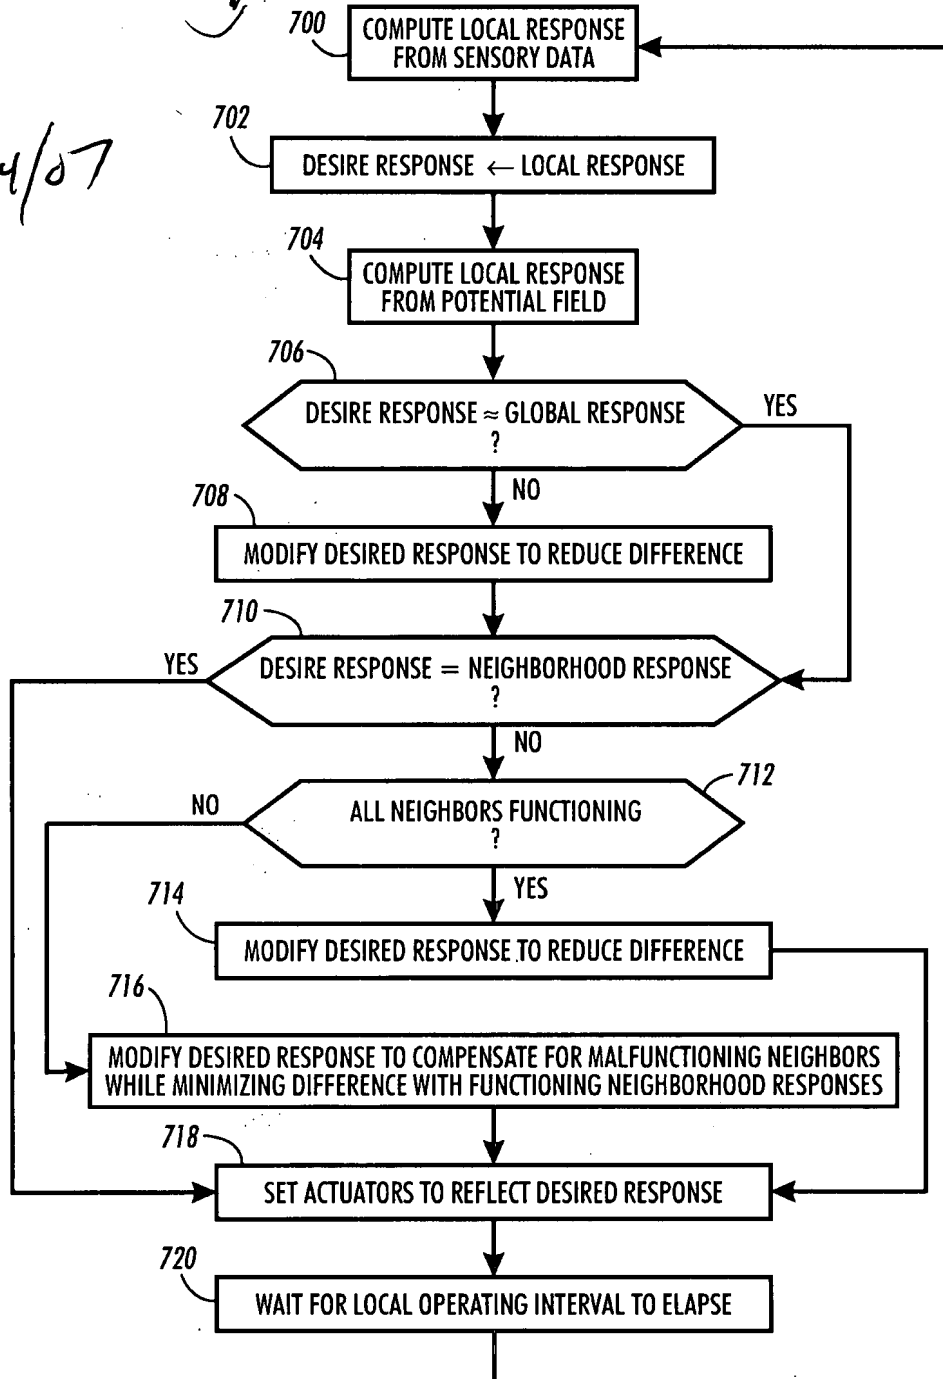 700
COMPUTE LOCAL RESPONSE
FROM SENSORY DATA
702
4/07
DESIRE RESPONSE ← LOCAL RESPONSE
704
COMPUTE LOCAL RESPONSE
FROM POTENTIAL FIELD
706
DESIRE RESPONSE ≈ GLOBAL RESPONSE
?
YES
NO
708
MODIFY DESIRED RESPONSE TO REDUCE DIFFERENCE
710
YES
DESIRE RESPONSE = NEIGHBORHOOD RESPONSE
?
NO
712
NO
ALL NEIGHBORS FUNCTIONING
?
YES
714
MODIFY DESIRED RESPONSE TO REDUCE DIFFERENCE
716
MODIFY DESIRED RESPONSE TO COMPENSATE FOR MALFUNCTIONING NEIGHBORS
WHILE MINIMIZING DIFFERENCE WITH FUNCTIONING NEIGHBORHOOD RESPONSES
718
SET ACTUATORS TO REFLECT DESIRED RESPONSE
720
WAIT FOR LOCAL OPERATING INTERVAL TO ELAPSE